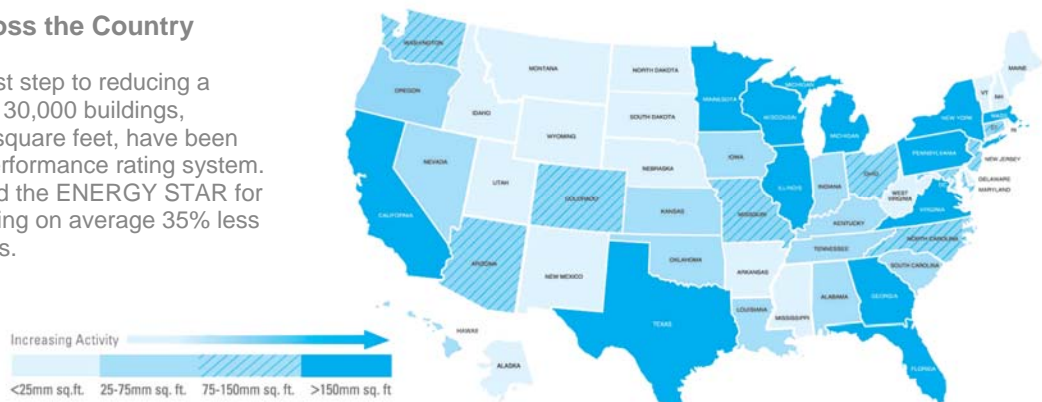 oss the Country
st step to reducing a
30,000 buildings,
square feet, have been
erformance rating system.
d the ENERGY STAR for
ing on average 35% less
s.
WASHINGTON
MONTANA
NORTH DAKOTA
MINNESOTA
MICHIGAN
MAINE
VT
NH
OREGON
IDAHO
SOUTH DAKOTA
WISCONSIN
MICHIGAN
NEW YORK
MASS
CT
RI
WYOMING
NEBRASKA
IOWA
PENNSYLVANIA
NEW JERSEY
NEVADA
UTAH
COLORADO
KANSAS
MISSOURI
ILLINOIS
INDIANA
OHIO
WEST
VIRGINIA
DC
DELAWARE
MARYLAND
CALIFORNIA
KENTUCKY
VIRGINIA
ARIZONA
NEW MEXICO
OKLAHOMA
ARKANSAS
TENNESSEE
NORTH CAROLINA
SOUTH CAROLINA
TEXAS
LOUISIANA
MISSISSIPPI
ALABAMA
GEORGIA
FLORIDA
HAWAII
ALASKA
Increasing Activity
<25mm sq.ft. 25-75mm sq. ft. 75-150mm sq. ft. >150mm sq. ft